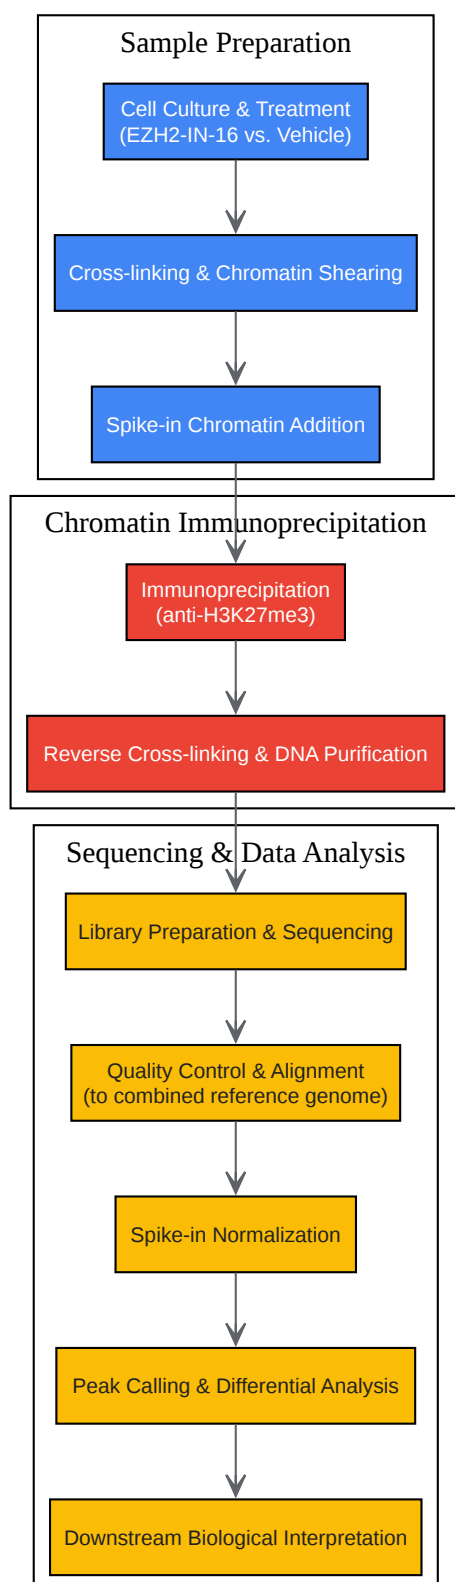 Sample Preparation
Cell Culture & Treatment
(EZH2-IN-16 vs. Vehicle)
Cross-linking & Chromatin Shearing
Spike-in Chromatin Addition
Chromatin Immunoprecipitation
Immunoprecipitation
(anti-H3K27me3)
Reverse Cross-linking & DNA Purification
Sequencing & Data Analysis
Library Preparation & Sequencing
Quality Control & Alignment
(to combined reference genome)
Spike-in Normalization
Peak Calling & Differential Analysis
Downstream Biological Interpretation